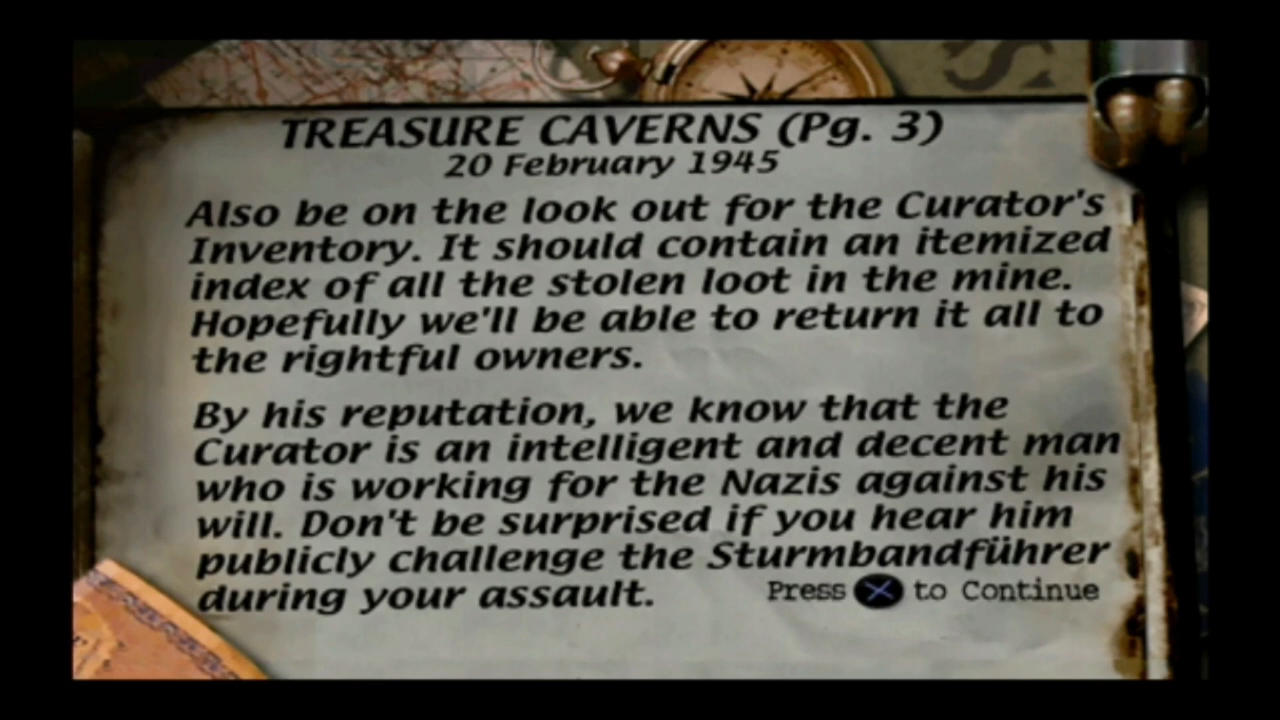 TREASURE CAVERNS (Pg. 3)
20 February 1945
Also be on the look out for the Curator's
Inventory. It should contain an itemized
index of all the stolen loot in the mine.
Hopefully we'll be able to return it all to
the rightful owners.
By his reputation, we know that the
Curator is an intelligent and decent man
who is working for the Nazis against his
will. Don't be surprised if you hear him
publicly challenge the Sturmbandführer
during your assault.
Press X to Continue